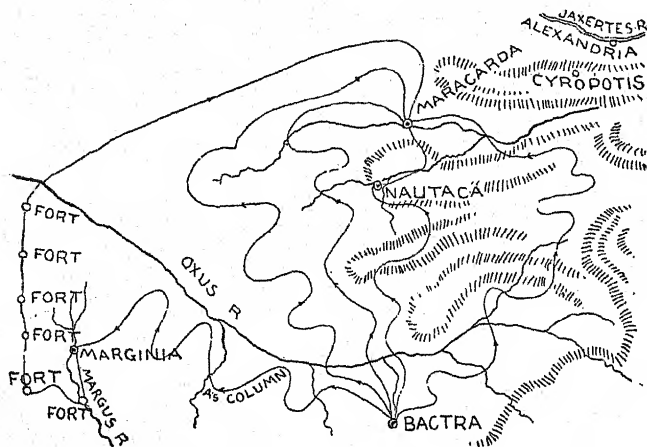 JAXERTES·R
ALEXANDRIA
CYROPOTIS
MARACARDA
NAUTACA
FORT
FORT
OXUS R
FORT
FORT
MARGINIA
FORT
MARGUS R
A'S COLUMN
FORT
BACTRA